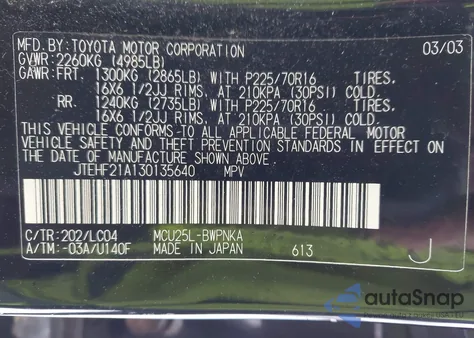 MFD.BY:TOYOTA MOTOR CORPORATION 03/03
GVWR: 2260KG (4985LB)
GAWR:FRT. 1300KG (2865LB) WITH P225/70R16 TIRES,
16X6 1/2JJ RIMS, AT 210KPA (30PSI) COLD.
RR. 1240KG (2735LB) WITH P225/70R16 TIRES,
16X6 1/2JJ RIMS, AT 210KPA (30PSI) COLD.
THIS VEHICLE CONFORMS TO ALL APPLICABLE FEDERAL MOTOR
VEHICLE SAFETY AND THEFT PREVENTION STANDARDS IN EFFECT ON
THE DATE OF MANUFACTURE SHOWN ABOVE.
JTEHF21A130135640 MPV
C/TR:202/LC04 MCU25L-BWPNKA
A/TM:-03A/U140F MADE IN JAPAN 613 J
autoSnap